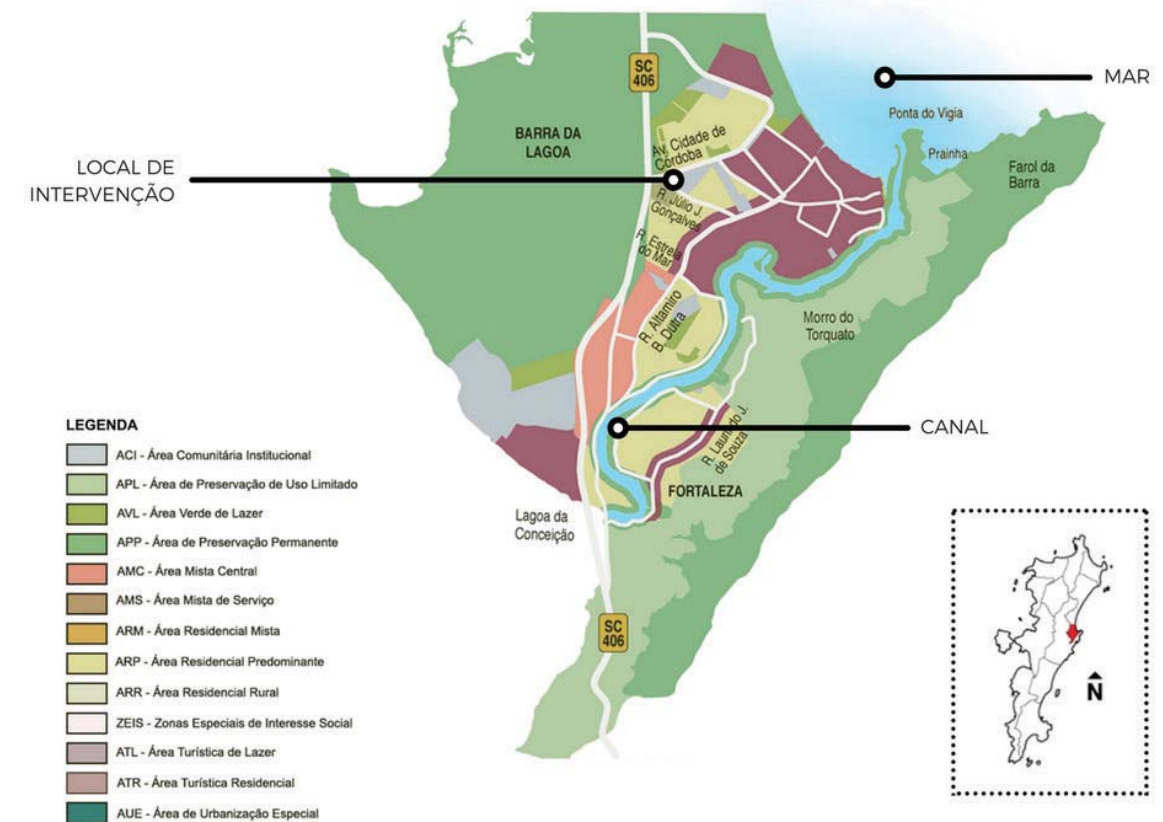 SC
406
MAR
Ponta do Vigia
BARRA DA
LAGOA
Av. Cidade de
Cordoba
Prainha
Farol da
Barra
LOCAL DE
INTERVENÇÃO
R. Júlio J.
Gonçalves
R. Estrela
do Mar
R. Altamiro
B. Dutra
Morro do
Torquato
CANAL
R. Laurindo J.
de Souza
FORTALEZA
Lagoa da
Conceição
SC
406
LEGENDA
ACI - Área Comunitária Institucional
APL - Área de Preservação de Uso Limitado
AVL - Área Verde de Lazer
APP - Área de Preservação Permanente
AMC - Área Mista Central
AMS - Área Mista de Serviço
ARM - Área Residencial Mista
ARP - Área Residencial Predominante
ARR - Área Residencial Rural
ZEIS - Zonas Especiais de Interesse Social
ATL - Área Turística de Lazer
ATR - Área Turística Residencial
AUE - Área de Urbanização Especial
N